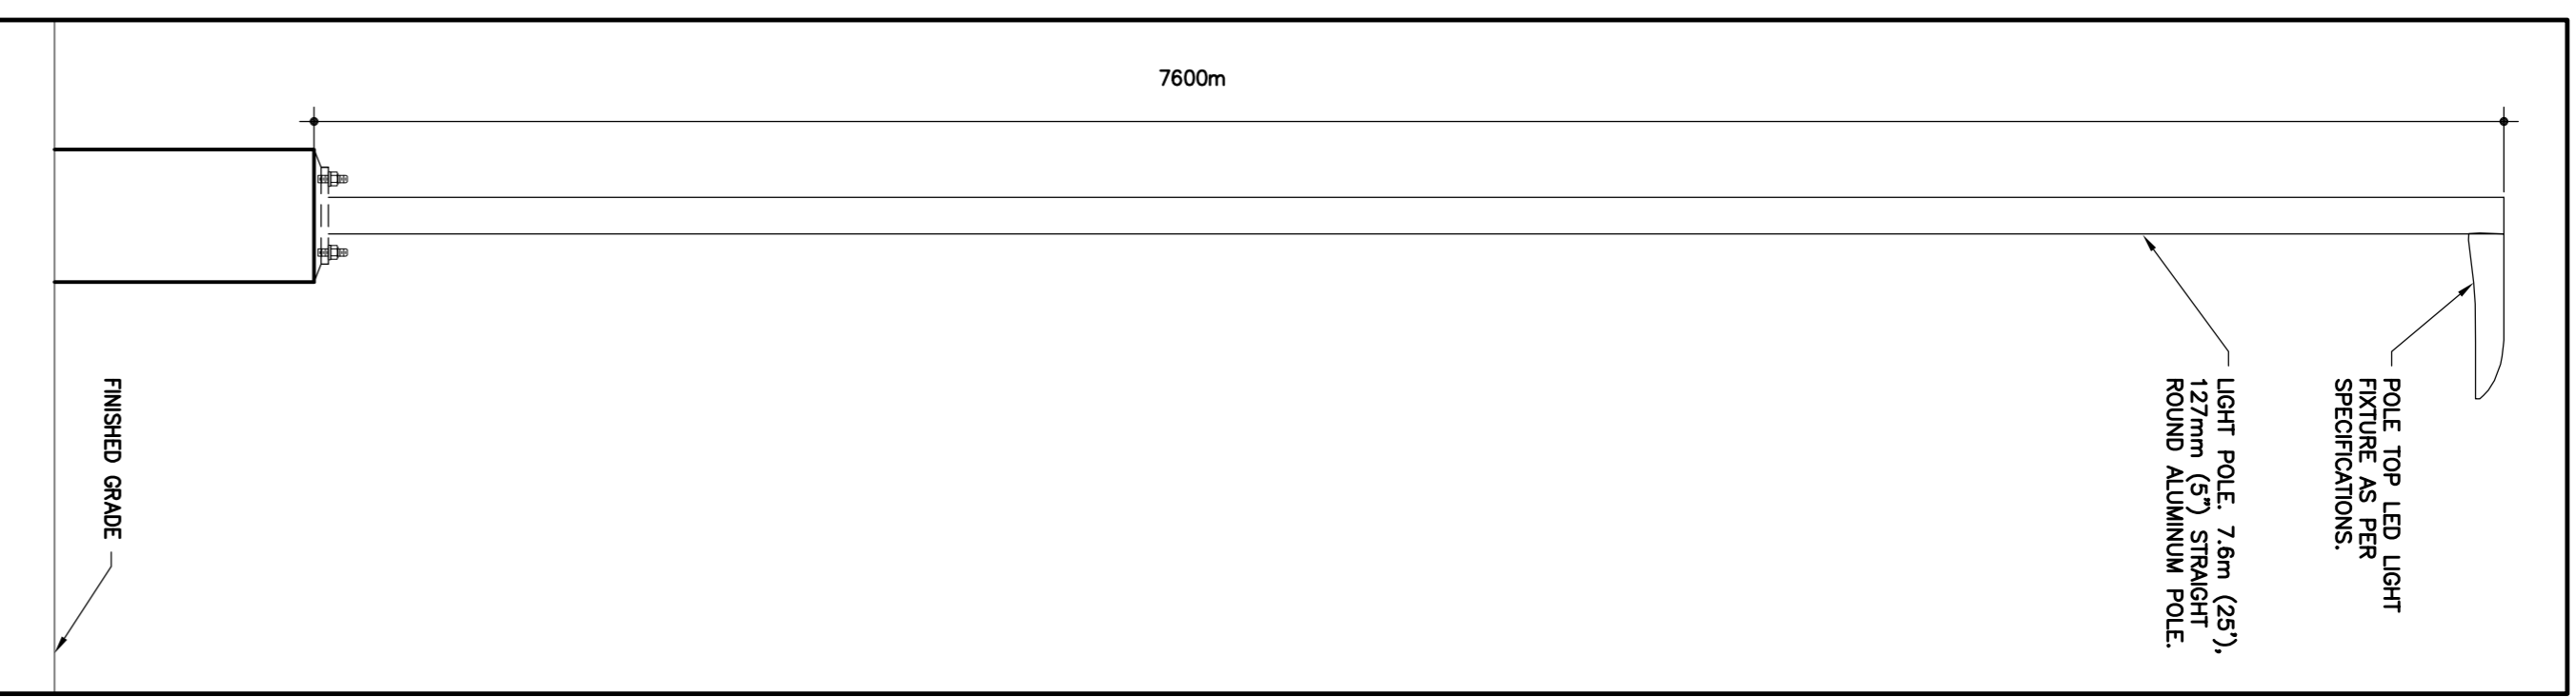 7600m
POLE TOP LED LIGHT
FIXTURE AS PER
SPECIFICATIONS.
LIGHT POLE. 7.6m (25'),
127mm (5") STRAIGHT
ROUND ALUMINUM POLE.
FINISHED GRADE